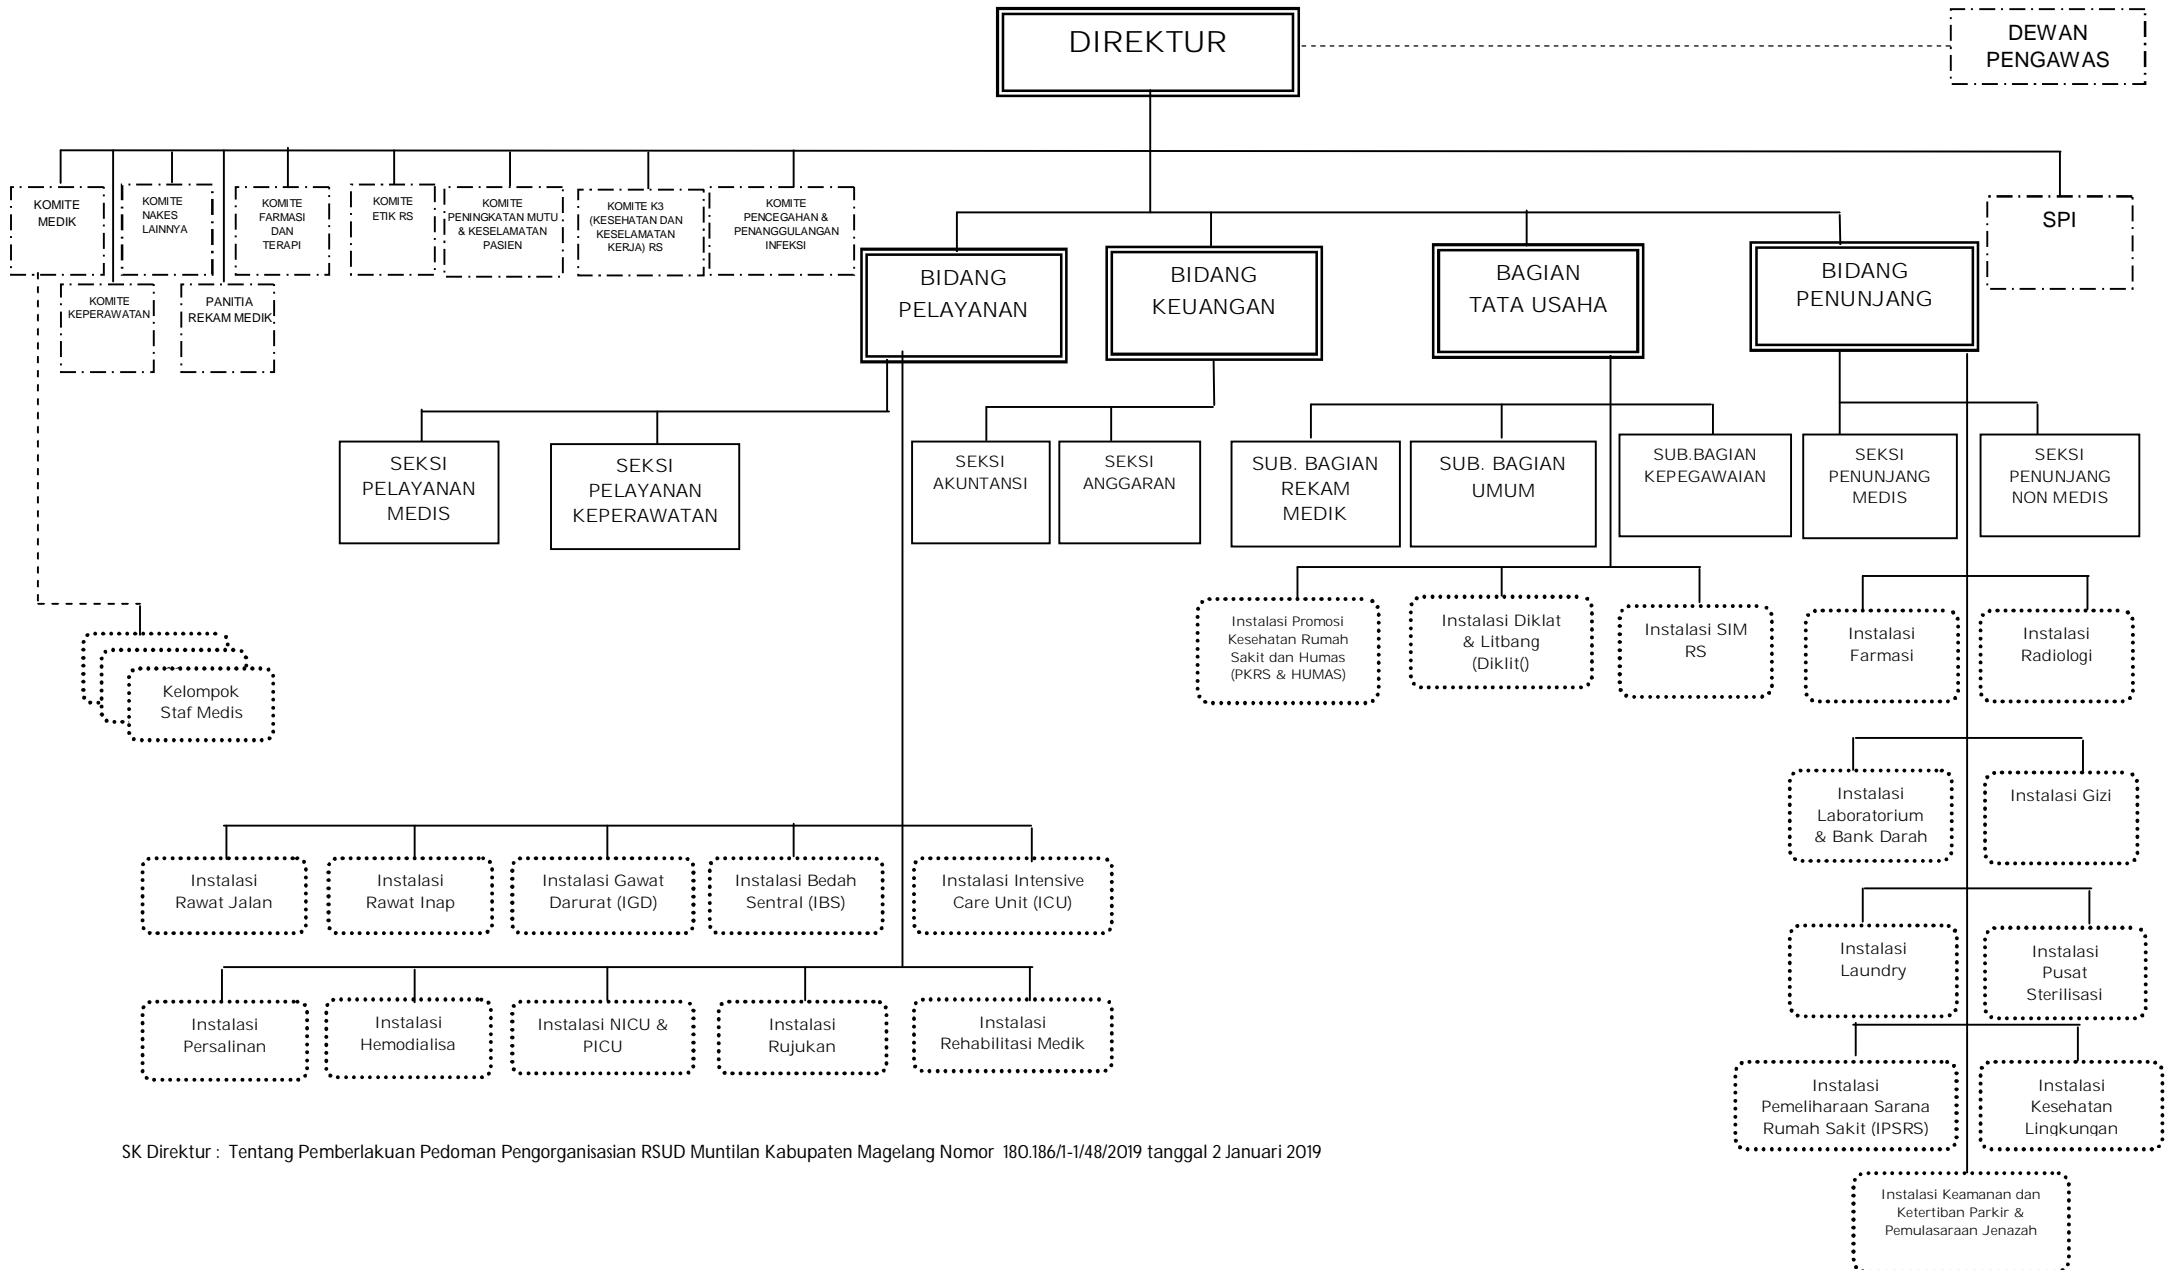 DIREKTUR
DEWAN
PENGAWAS
KOMITE
MEDIK
KOMITE
NAKES
LAINNYA
KOMITE
FARMASI
DAN
TERAPI
KOMITE
ETIK RS
KOMITE
PENINGKATAN MUTU
& KESELAMATAN
PASIEN
KOMITE K3
(KESEHATAN DAN
KESELAMATAN
KERJA) RS
KOMITE
PENCEGAHAN &
PENANGGULANGAN
INFEKSI
SPI
KOMITE
KEPERAWATAN
PANITIA
REKAM MEDIK
BIDANG
PELAYANAN
BIDANG
KEUANGAN
BAGIAN
TATA USAHA
BIDANG
PENUNJANG
SEKSI
PELAYANAN
MEDIS
SEKSI
PELAYANAN
KEPERAWATAN
SEKSI
AKUNTANSI
SEKSI
ANGGARAN
SUB. BAGIAN
REKAM
MEDIK
SUB. BAGIAN
UMUM
SUB.BAGIAN
KEPEGAWAIAN
SEKSI
PENUNJANG
MEDIS
SEKSI
PENUNJANG
NON MEDIS
Kelompok
Staf Medis
Instalasi Promosi
Kesehatan Rumah
Sakit dan Humas
(PKRS & HUMAS)
Instalasi Diklat
& Litbang
(Diklit()
Instalasi SIM
RS
Instalasi
Farmasi
Instalasi
Radiologi
Instalasi
Laboratorium
& Bank Darah
Instalasi Gizi
Instalasi
Rawat Jalan
Instalasi
Rawat Inap
Instalasi Gawat
Darurat (IGD)
Instalasi Bedah
Sentral (IBS)
Instalasi Intensive
Care Unit (ICU)
Instalasi
Laundry
Instalasi
Pusat
Sterilisasi
Instalasi
Persalinan
Instalasi
Hemodialisa
Instalasi NICU &
PICU
Instalasi
Rujukan
Instalasi
Rehabilitasi Medik
Instalasi
Pemeliharaan Sarana
Rumah Sakit (IPSRS)
Instalasi
Kesehatan
Lingkungan
SK Direktur : Tentang Pemberlakuan Pedoman Pengorganisasian RSUD Muntilan Kabupaten Magelang Nomor 180.186/1-1/48/2019 tanggal 2 Januari 2019
Instalasi Keamanan dan
Ketertiban Parkir &
Pemulasaraan Jenazah